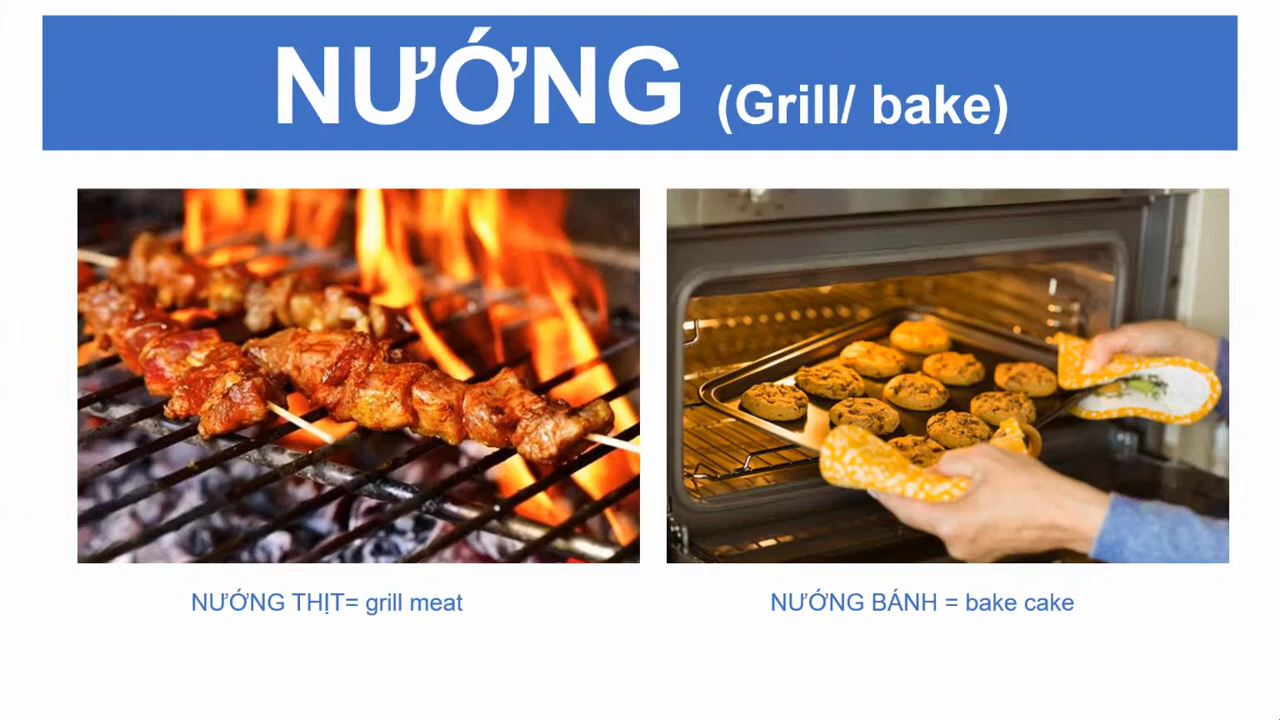 NƯỚNG (Grill/ bake)
NƯỚNG THỊT= grill meat
NƯỚNG BÁNH = bake cake